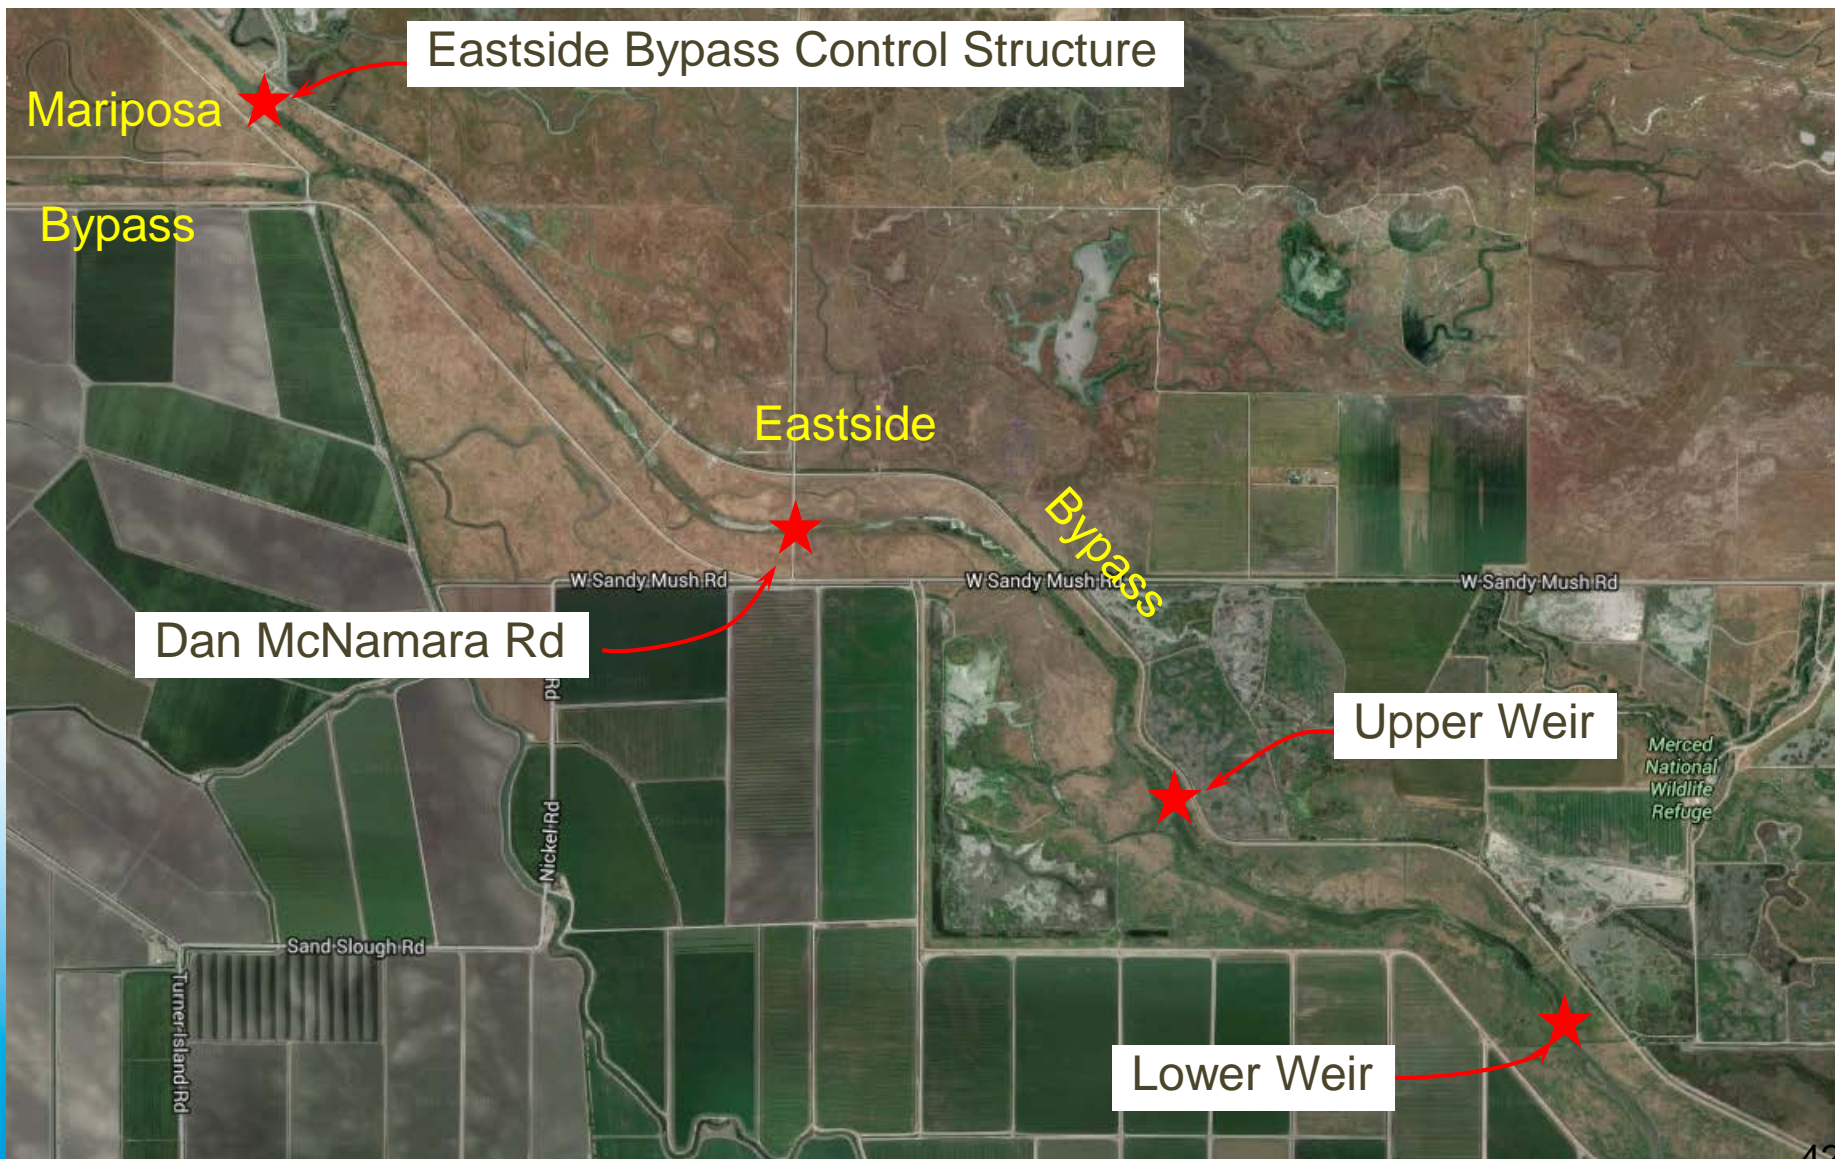 Eastside Bypass Control Structure
Mariposa
Bypass
Eastside
Bypass
W Sandy Mush Rd
W Sandy Mush Rd
W Sandy Mush Rd
Dan McNamara Rd
Rd
Upper Weir
Merced
National
Wildlife
Refuge
Nickel Rd
Sand Slough Rd
Turner Island Rd
Lower Weir